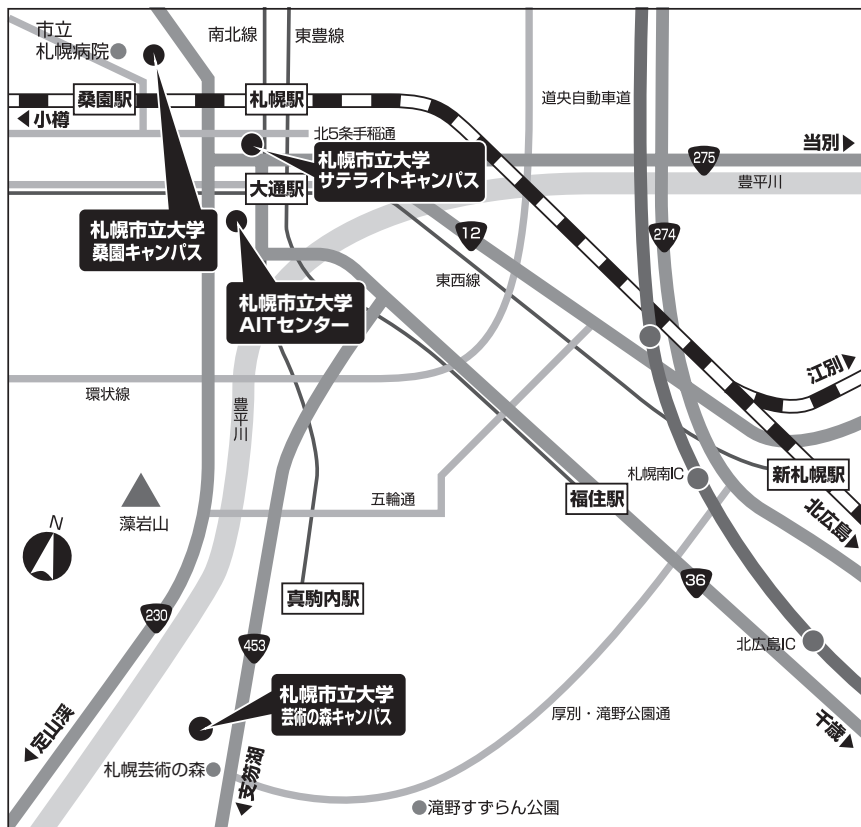 市立
札幌病院
南北線
東豊線
道央自動車道
桑園駅
札幌駅
小樽
北5条手稲通
札幌市立大学
サテライトキャンパス
275
当別
大通駅
豊平川
札幌市立大学
桑園キャンパス
12
274
東西線
札幌市立大学
AITセンター
江別
環状線
豊平川
札幌南IC
新札幌駅
五輪通
福住駅
北広島
藻岩山
N
真駒内駅
36
230
453
北広島IC
札幌市立大学
芸術の森キャンパス
厚別・滝野公園通
定山渓
千歳
札幌芸術の森
支笏湖
滝野すずらん公園